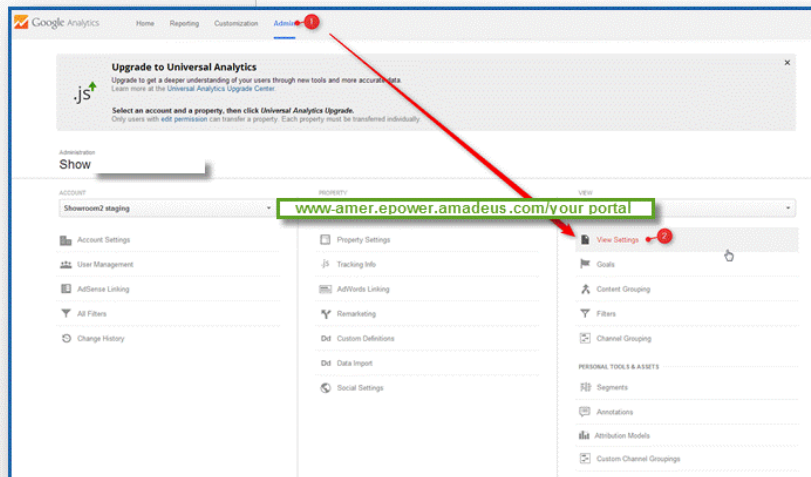 Google Analytics Home Reporting Customization Admin 1
Upgrade to Universal Analytics
Upgrade to get a deeper understanding of your users through new tools and more accurate data.
Learn more at the Universal Analytics Upgrade Center
.js
Select an account and a property, then click Universal Analytics Upgrade.
Only users with edit permission can transfer a property. Each property must be transferred individually.
Administration
Show
ACCOUNT
Showroom2 staging
Account Settings
User Management
AdSense Linking
All Filters
Change History
PROPERTY
www-amer.epower.amadeus.com/your portal
Property Settings
.js Tracking Info
AdWords Linking
Remarketing
Dd Custom Definitions
Dd Data Import
Social Settings
VIEW
View Settings 2
Goals
Content Grouping
Filters
Channel Grouping
PERSONAL TOOLS & ASSETS
Segments
Annotations
Attribution Models
Custom Channel Groupings